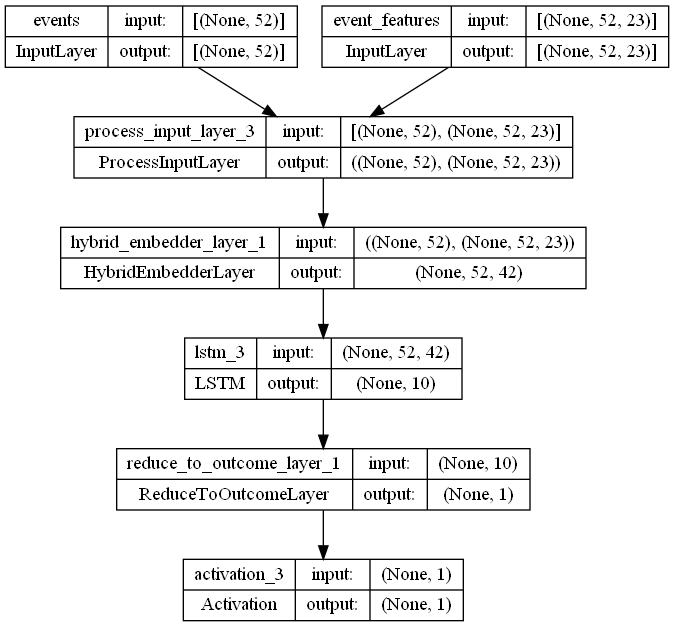 events input: [(None, 52)]
InputLayer output: [(None, 52)]
event_features input: [(None, 52, 23)]
InputLayer output: [(None, 52, 23)]
process_input_layer_3 input: [(None, 52), (None, 52, 23)]
ProcessInputLayer output: ((None, 52), (None, 52, 23))
hybrid_embedder_layer_1 input: ((None, 52), (None, 52, 23))
HybridEmbedderLayer output: (None, 52, 42)
lstm_3 input: (None, 52, 42)
LSTM output: (None, 10)
reduce_to_outcome_layer_1 input: (None, 10)
ReduceToOutcomeLayer output: (None, 1)
activation_3 input: (None, 1)
Activation output: (None, 1)